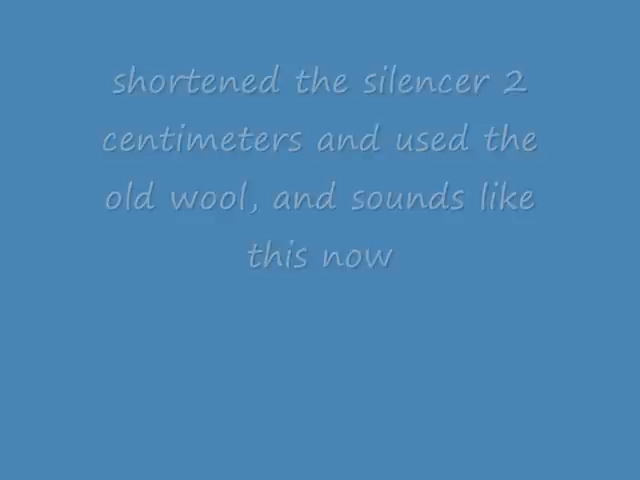 shortened the silencer 2
centimeters and used the
old wool, and sounds like
this now